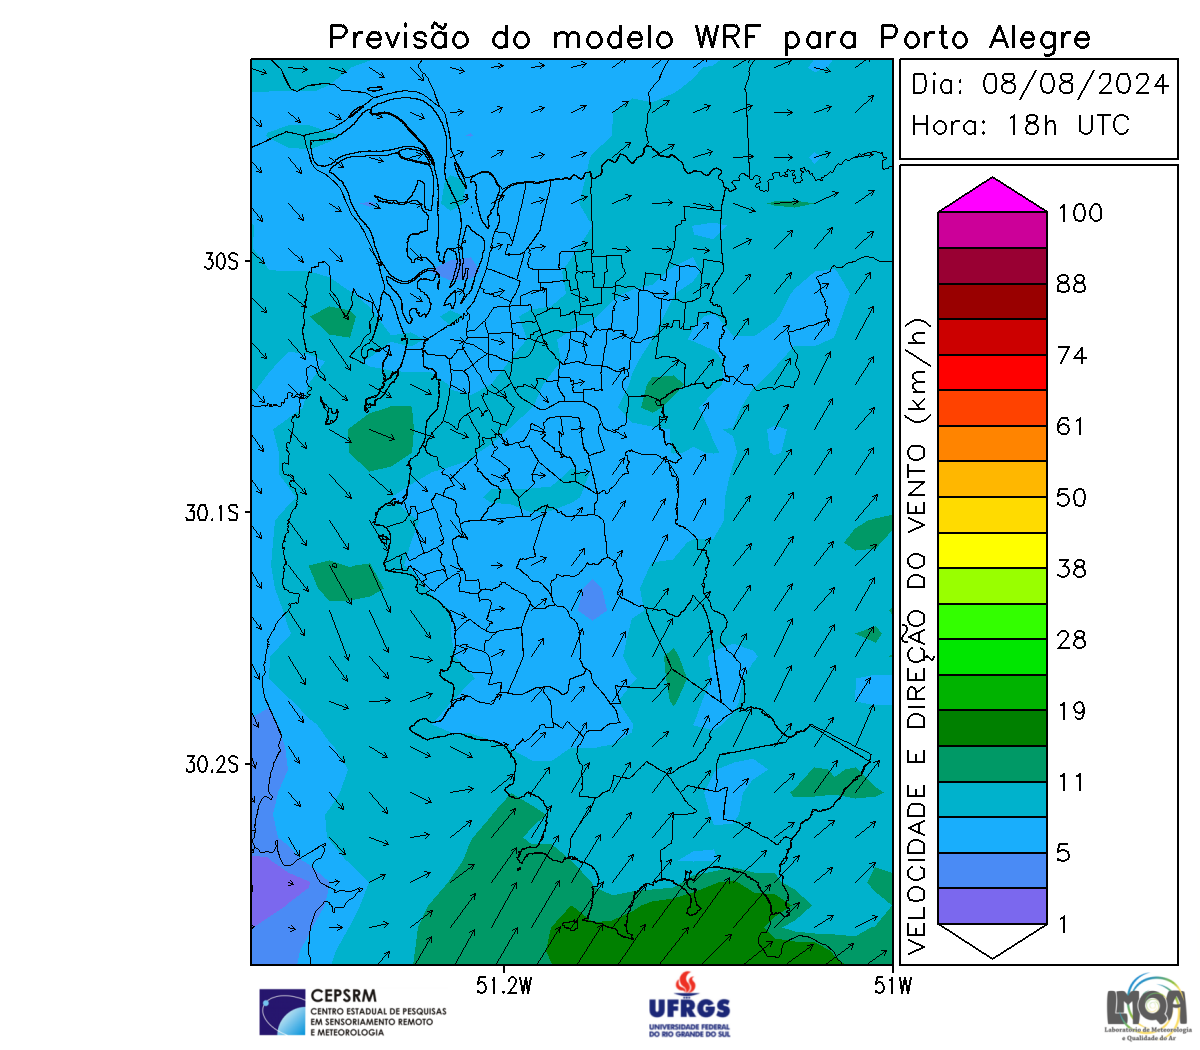 Previsão do modelo WRF para Porto Alegre
Dia: 08/08/2024
Hora: 18h UTC
VELOCIDADE E DIREÇÃO DO VENTO (km/h)
100
88
74
61
50
38
28
19
11
5
1
30S
30.1S
30.2S
51.2W
51W
CEPSRM
CENTRO ESTADUAL DE PESQUISAS
EM SENSORIAMENTO REMOTO
E METEOROLOGIA
UFRGS
UNIVERSIDADE FEDERAL
DO RIO GRANDE DO SUL
LMQA
Laboratório de Meteorologia
e Qualidade do Ar